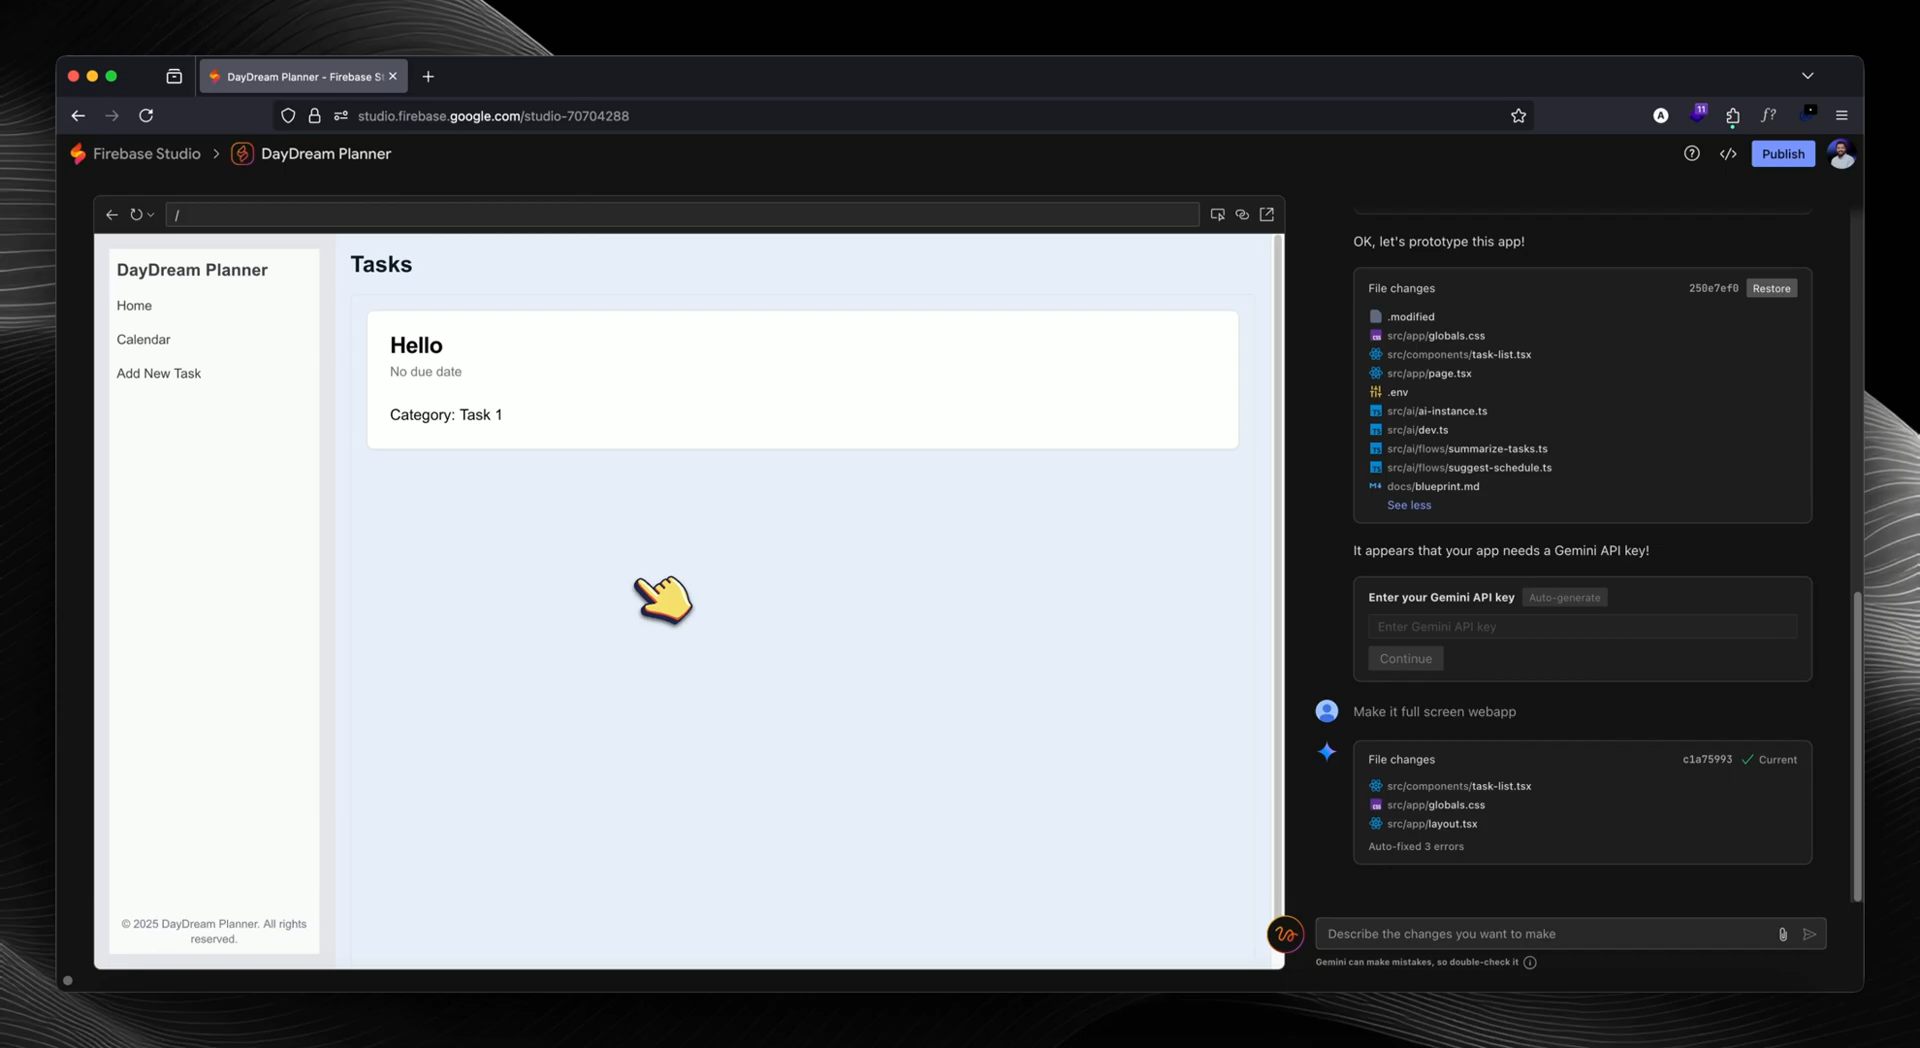 DayDream Planner - Firebase St
studio.firebase.google.com/studio-70704288
11
A
f?
Firebase Studio > DayDream Planner
Publish
/
DayDream Planner
Home
Calendar
Add New Task
© 2025 DayDream Planner. All rights
reserved.
Tasks
Hello
No due date
Category: Task 1
OK, let's prototype this app!
File changes 250e7ef0 Restore
.modified
src/app/globals.css
src/components/task-list.tsx
src/app/page.tsx
.env
src/ai/ai-instance.ts
src/ai/dev.ts
src/ai/flows/summarize-tasks.ts
src/ai/flows/suggest-schedule.ts
docs/blueprint.md
See less
It appears that your app needs a Gemini API key!
Enter your Gemini API key Auto-generate
Enter Gemini API key
Continue
Make it full screen webapp
File changes c1a75993 Current
src/components/task-list.tsx
src/app/globals.css
src/app/layout.tsx
Auto-fixed 3 errors
Describe the changes you want to make
Gemini can make mistakes, so double-check it